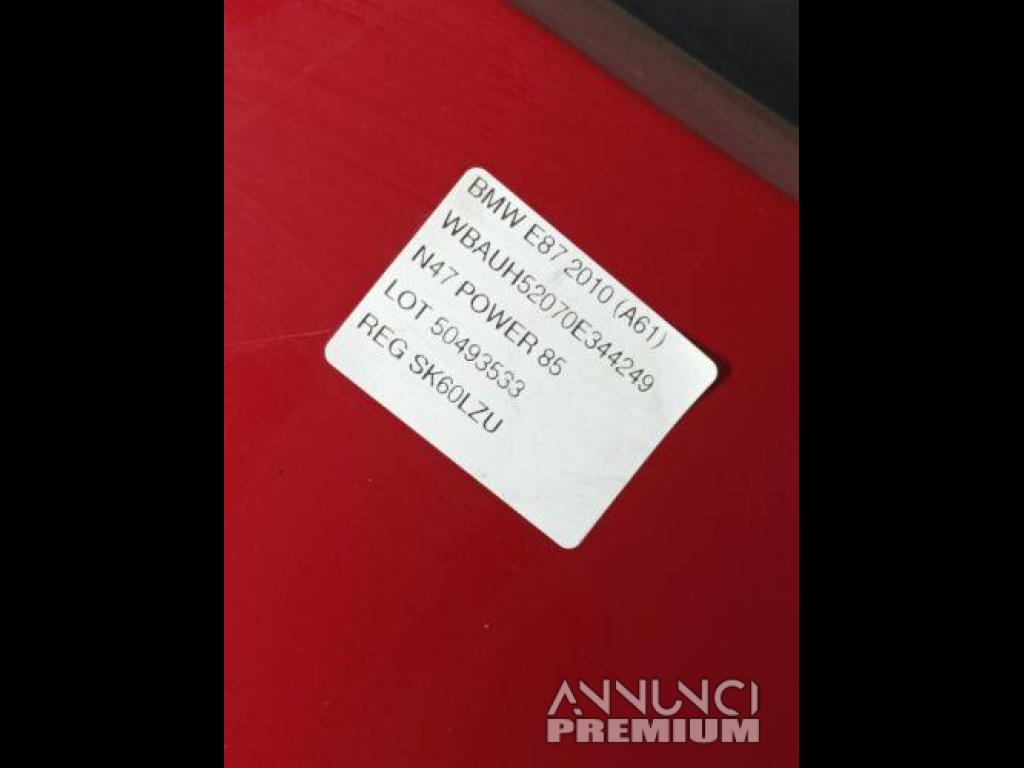 BMW E87 2010 (A61)
WBAUH52070E344249
N47 POWER 85
LOT 50493533
REG SK60LZU
ANNUNCI
PREMIUM